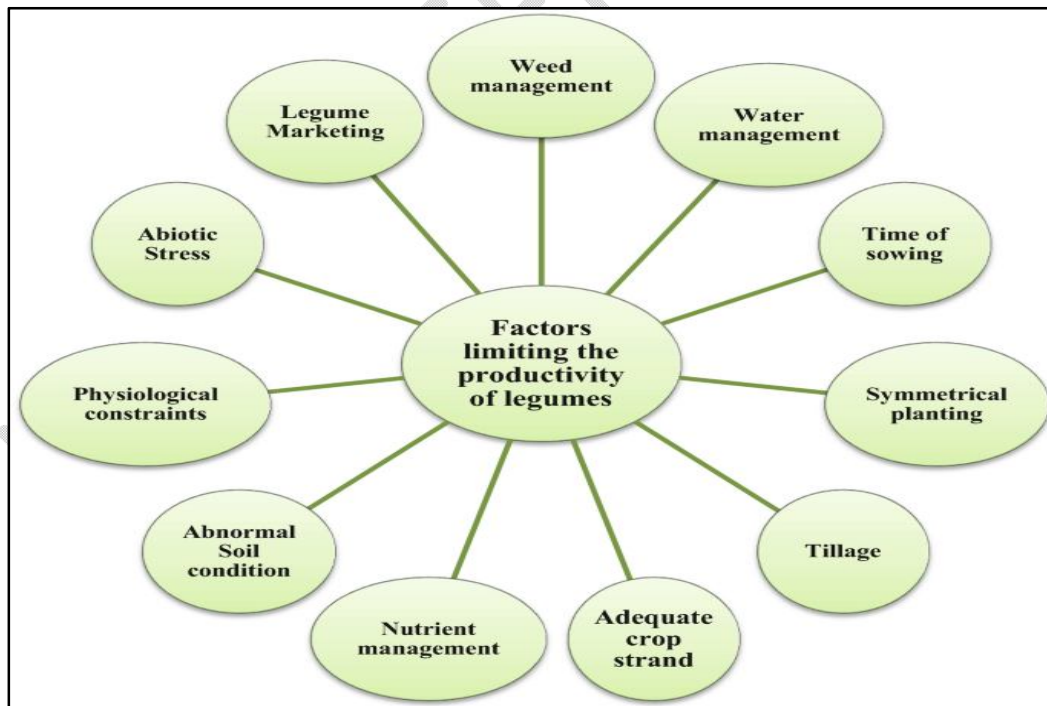 Weed
management
Water
management
Time of
sowing
Symmetrical
planting
Tillage
Adequate
crop
strand
Nutrient
management
Abnormal
Soil
condition
Physiological
constraints
Abiotic
Stress
Legume
Marketing
Factors
limiting the
productivity
of legumes